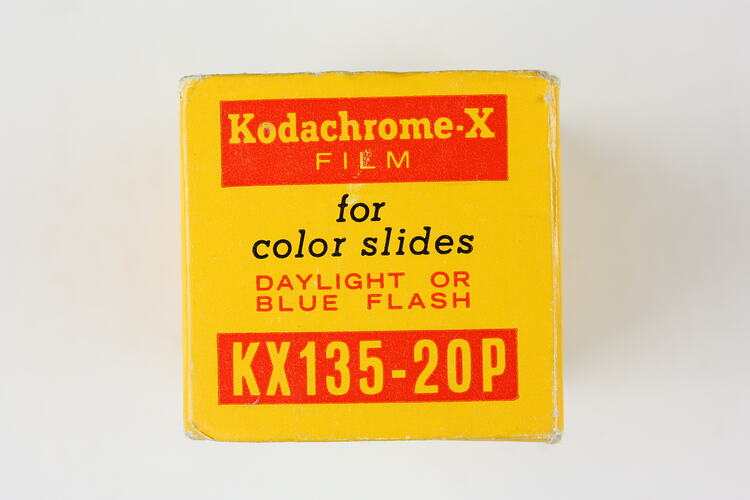 Kodachrome-X
FILM
for
color slides
DAYLIGHT OR
BLUE FLASH
KX135-20P